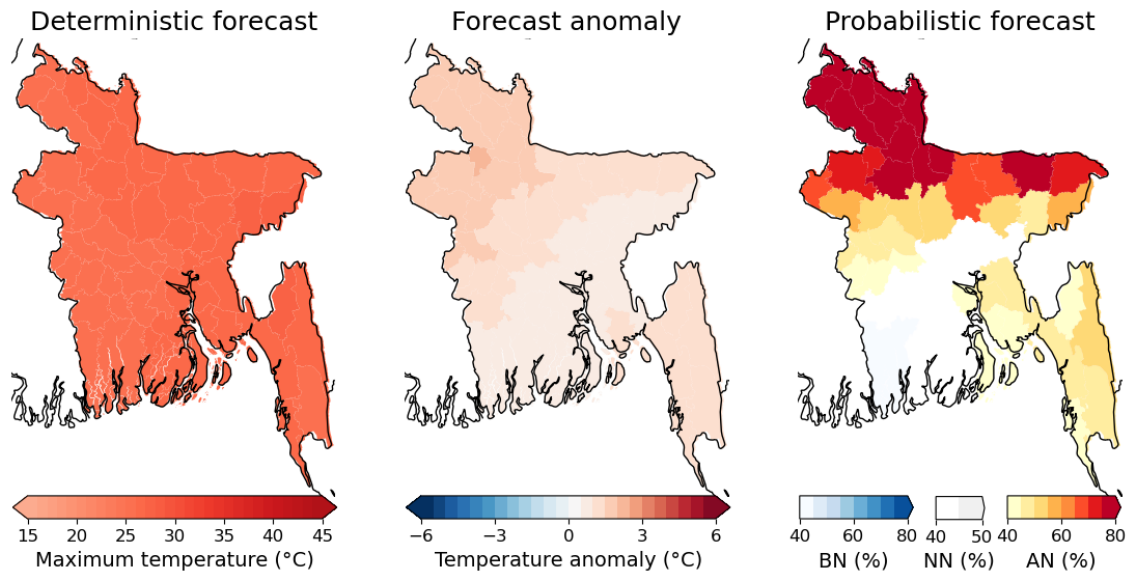 Deterministic forecast
Forecast anomaly
Probabilistic forecast
15 20 25 30 35 40 45
Maximum temperature (°C)
−6 −3 0 3 6
Temperature anomaly (°C)
40 60 80
BN (%)
40 50
NN (%)
40 60 80
AN (%)